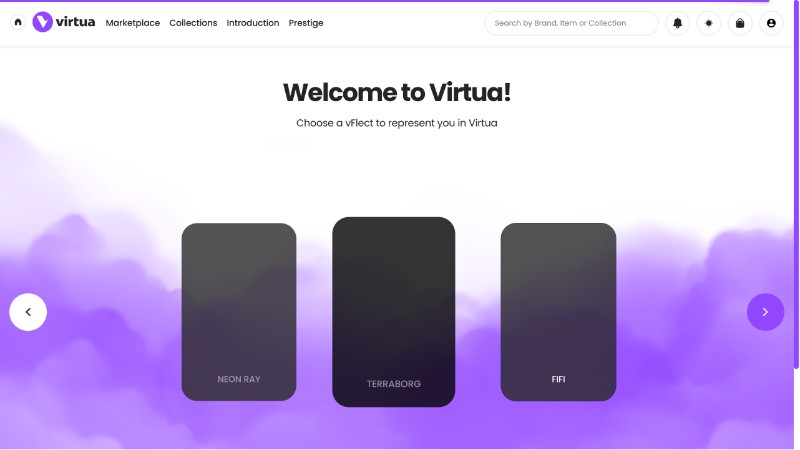 virtua Marketplace Collections Introduction Prestige Search by Brand, Item or Collection
Welcome to Virtua!
Choose a vFlect to represent you in Virtua
NEON RAY TERRABORG FIFI